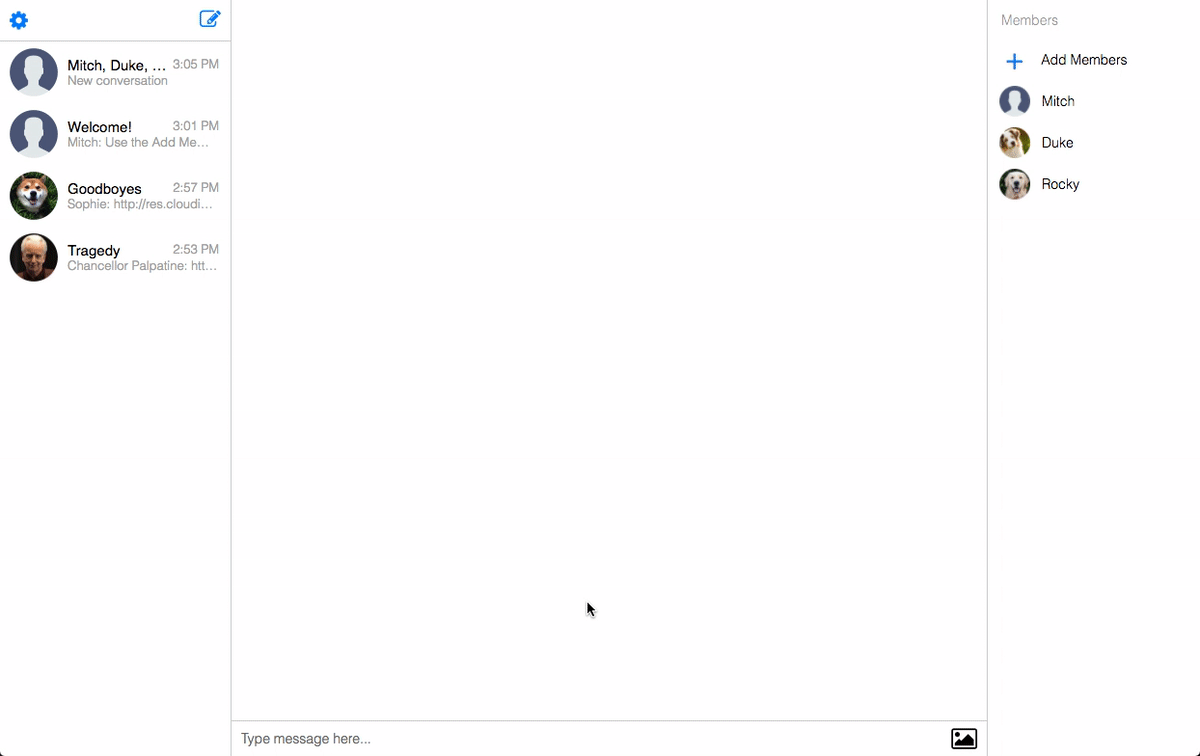 Mitch, Duke, ... 3:05 PM
New conversation
Welcome! 3:01 PM
Mitch: Use the Add Me...
Goodboyes 2:57 PM
Sophie: http://res.cloudi...
Tragedy 2:53 PM
Chancellor Palpatine: htt...
Type message here...
Members
Add Members
Mitch
Duke
Rocky